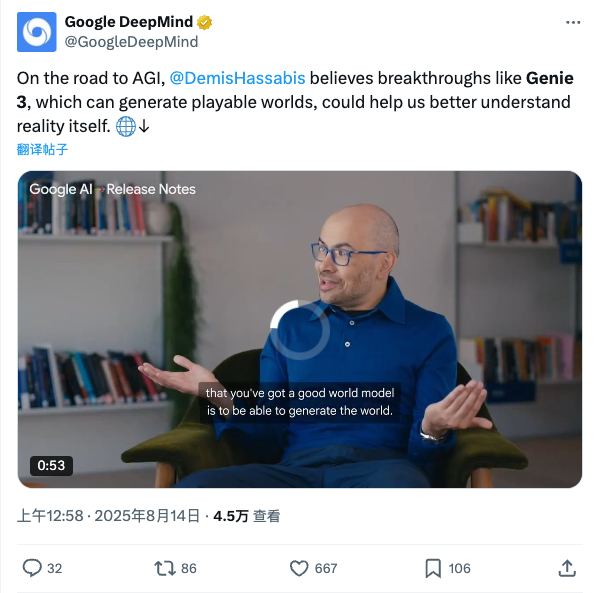 Google DeepMind
@GoogleDeepMind
On the road to AGI, @DemisHassabis believes breakthroughs like Genie
3, which can generate playable worlds, could help us better understand
reality itself. 🌐↓
翻译帖子
Google AI Release Notes
that you've got a good world model
is to be able to generate the world.
0:53
上午12:58 · 2025年8月14日 · 4.5万 查看
32 86 667 106